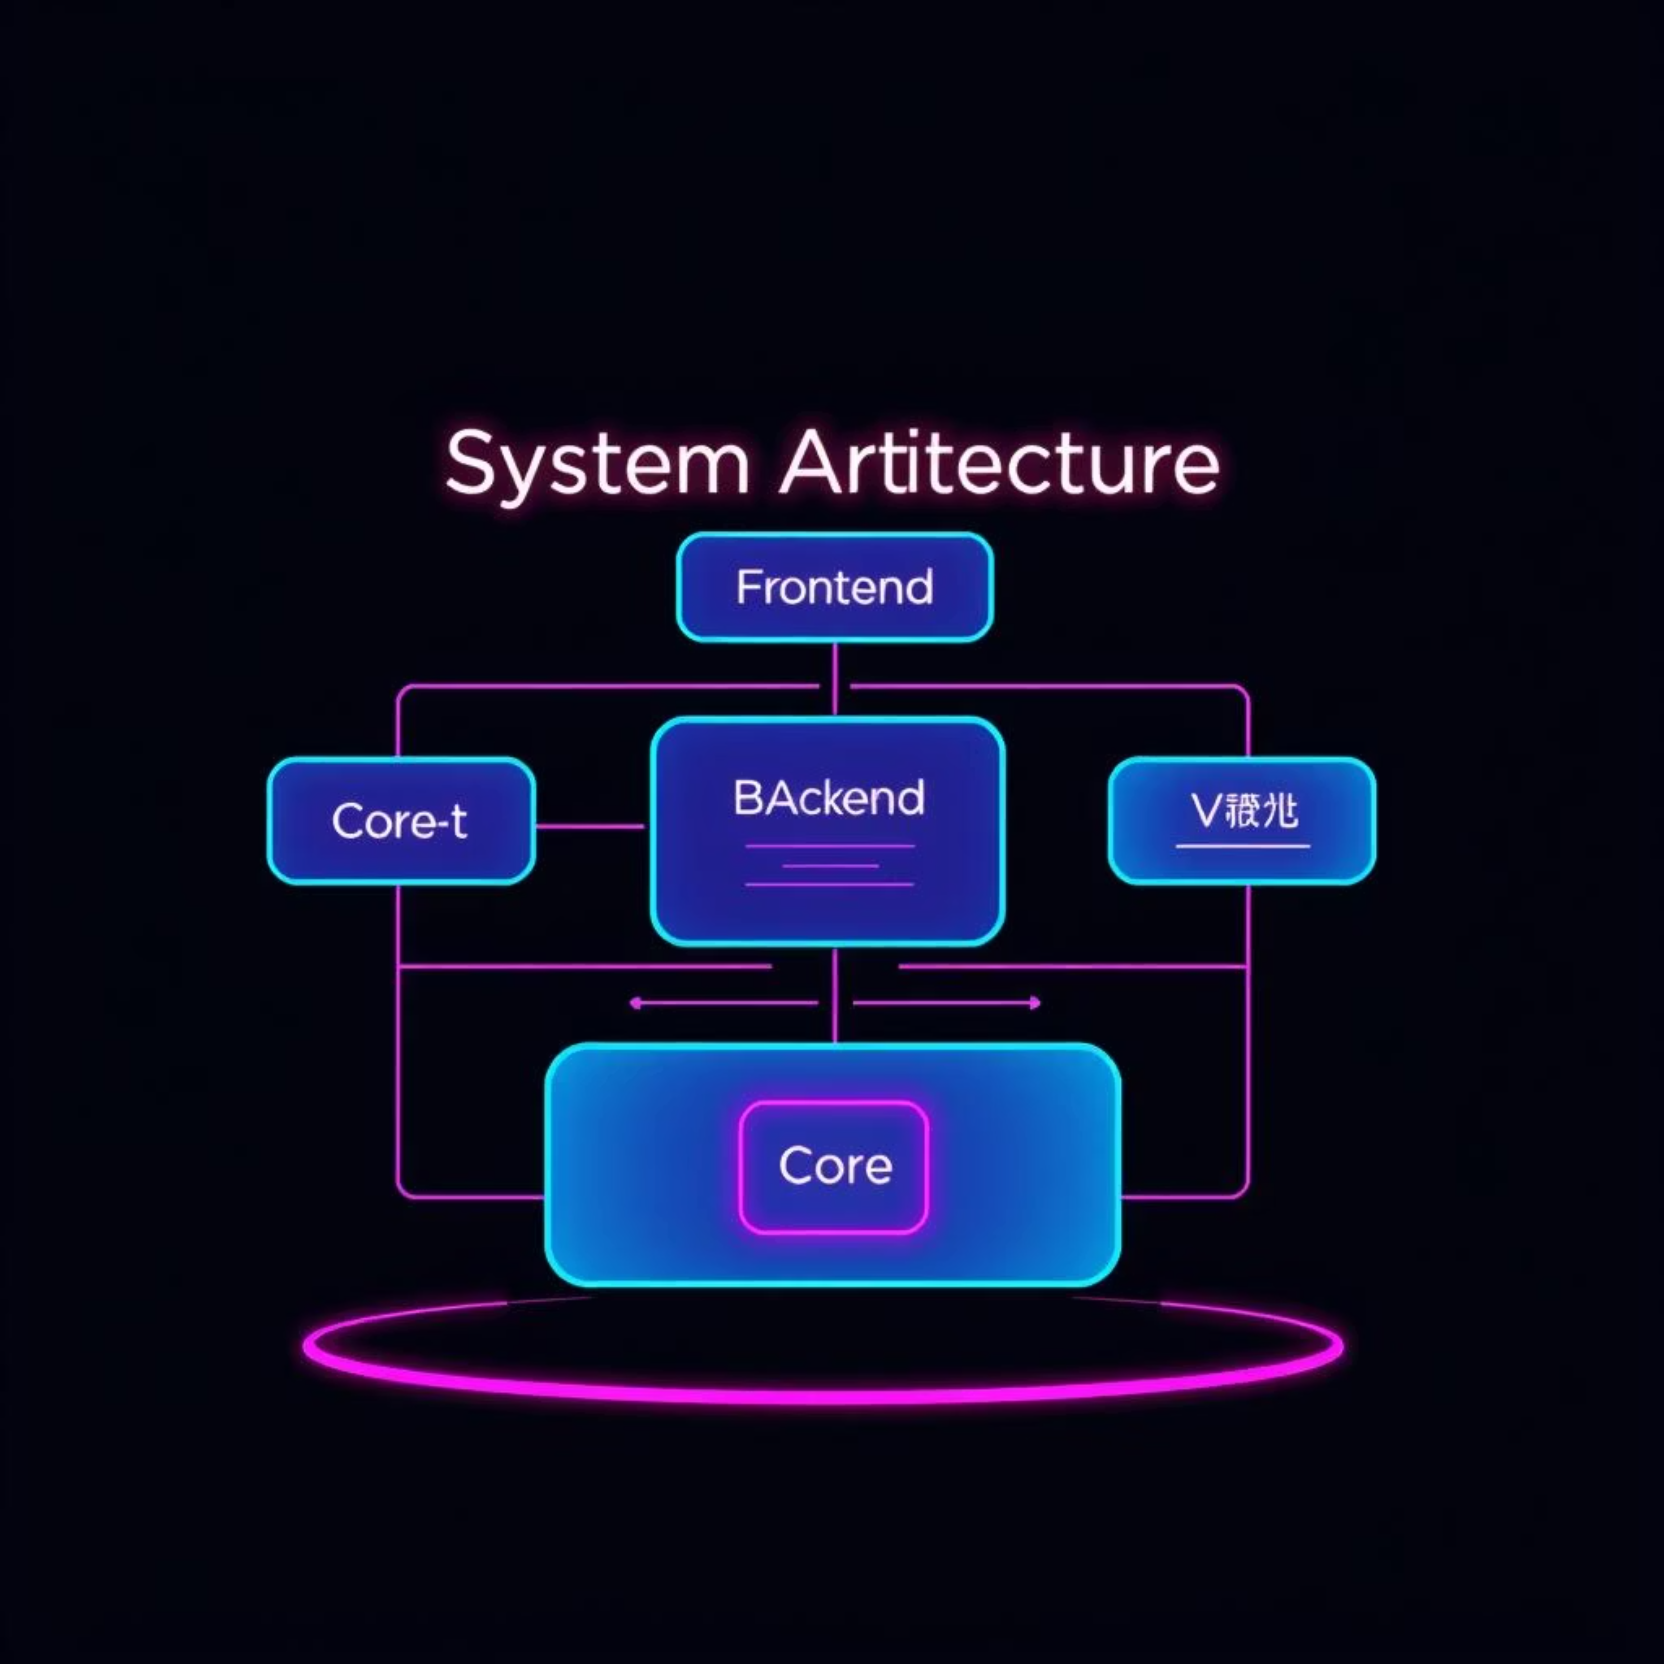 System Artitecture
Frontend
Core-t
BAckend
Core